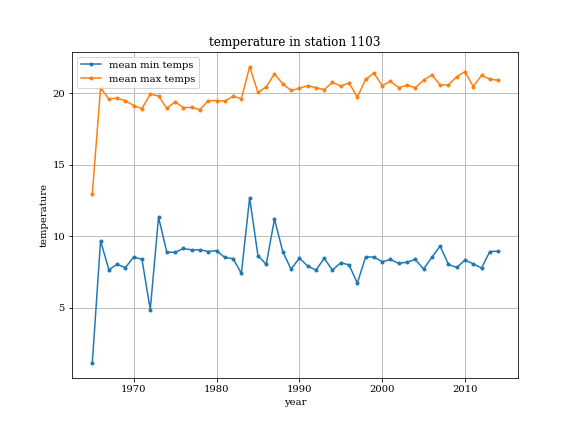 temperature in station 1103
mean min temps
mean max temps
temperature
20
15
10
5
1970 1980 1990 2000 2010
year